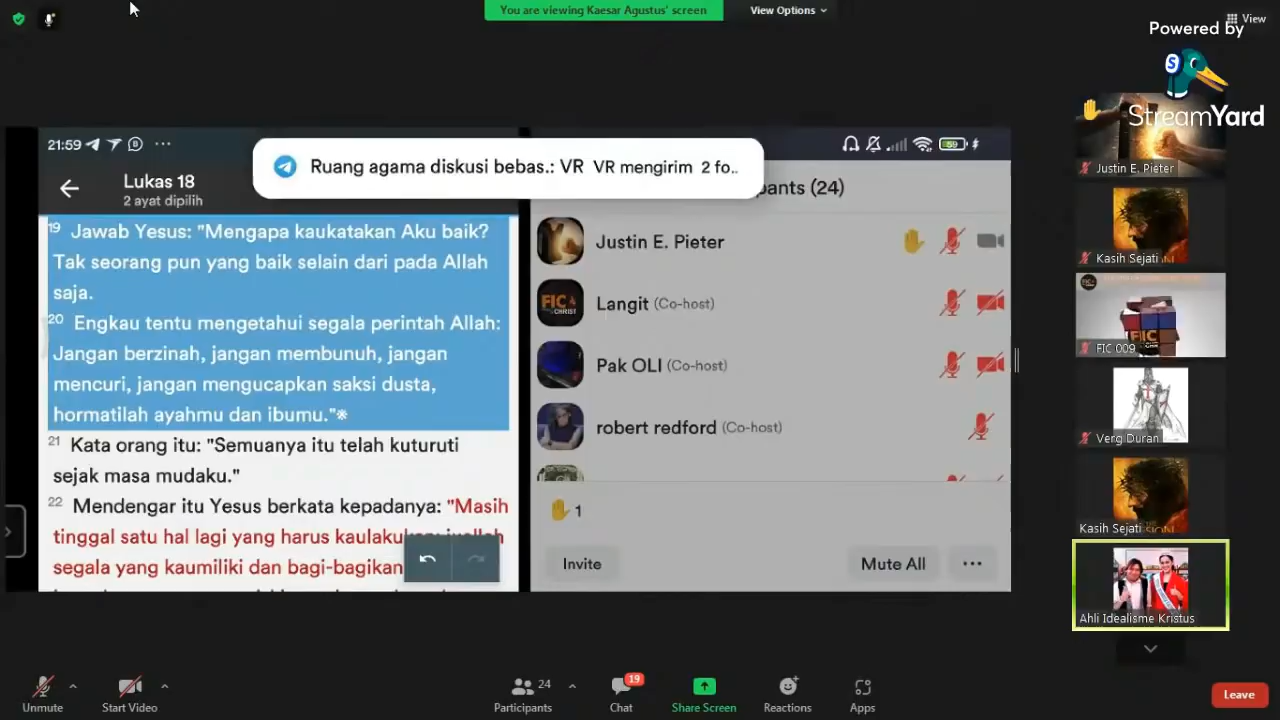 You are viewing Kaesar Agustus' screen
View Options
View
Powered by
S
StreamYard
21:59
Ruang agama diskusi bebas.: VR VR mengirim 2 fo..
59
Lukas 18
2 ayat dipilih
pants (24)
19 Jawab Yesus: "Mengapa kaukatakan Aku baik?
Tak seorang pun yang baik selain dari pada Allah
saja.
20 Engkau tentu mengetahui segala perintah Allah:
Jangan berzinah, jangan membunuh, jangan
mencuri, jangan mengucapkan saksi dusta,
hormatilah ayahmu dan ibumu."※
21 Kata orang itu: "Semuanya itu telah kuturuti
sejak masa mudaku."
22 Mendengar itu Yesus berkata kepadanya: "Masih
tinggal satu hal lagi yang harus
segala yang kaumiliki dan bagi-bagikan
Justin E. Pieter
FIC
CHRIST
Langit (Co-host)
Pak OLI (Co-host)
robert redford (Co-host)
1
Invite
Mute All
Justin E. Pieter
Kasih Sejati
FIC
FIC 009
Verg Duran
Kasih Sejati
Ahli Idealisme Kristus
Unmute
Start Video
24
Participants
19
Chat
Share Screen
Reactions
Apps
Leave